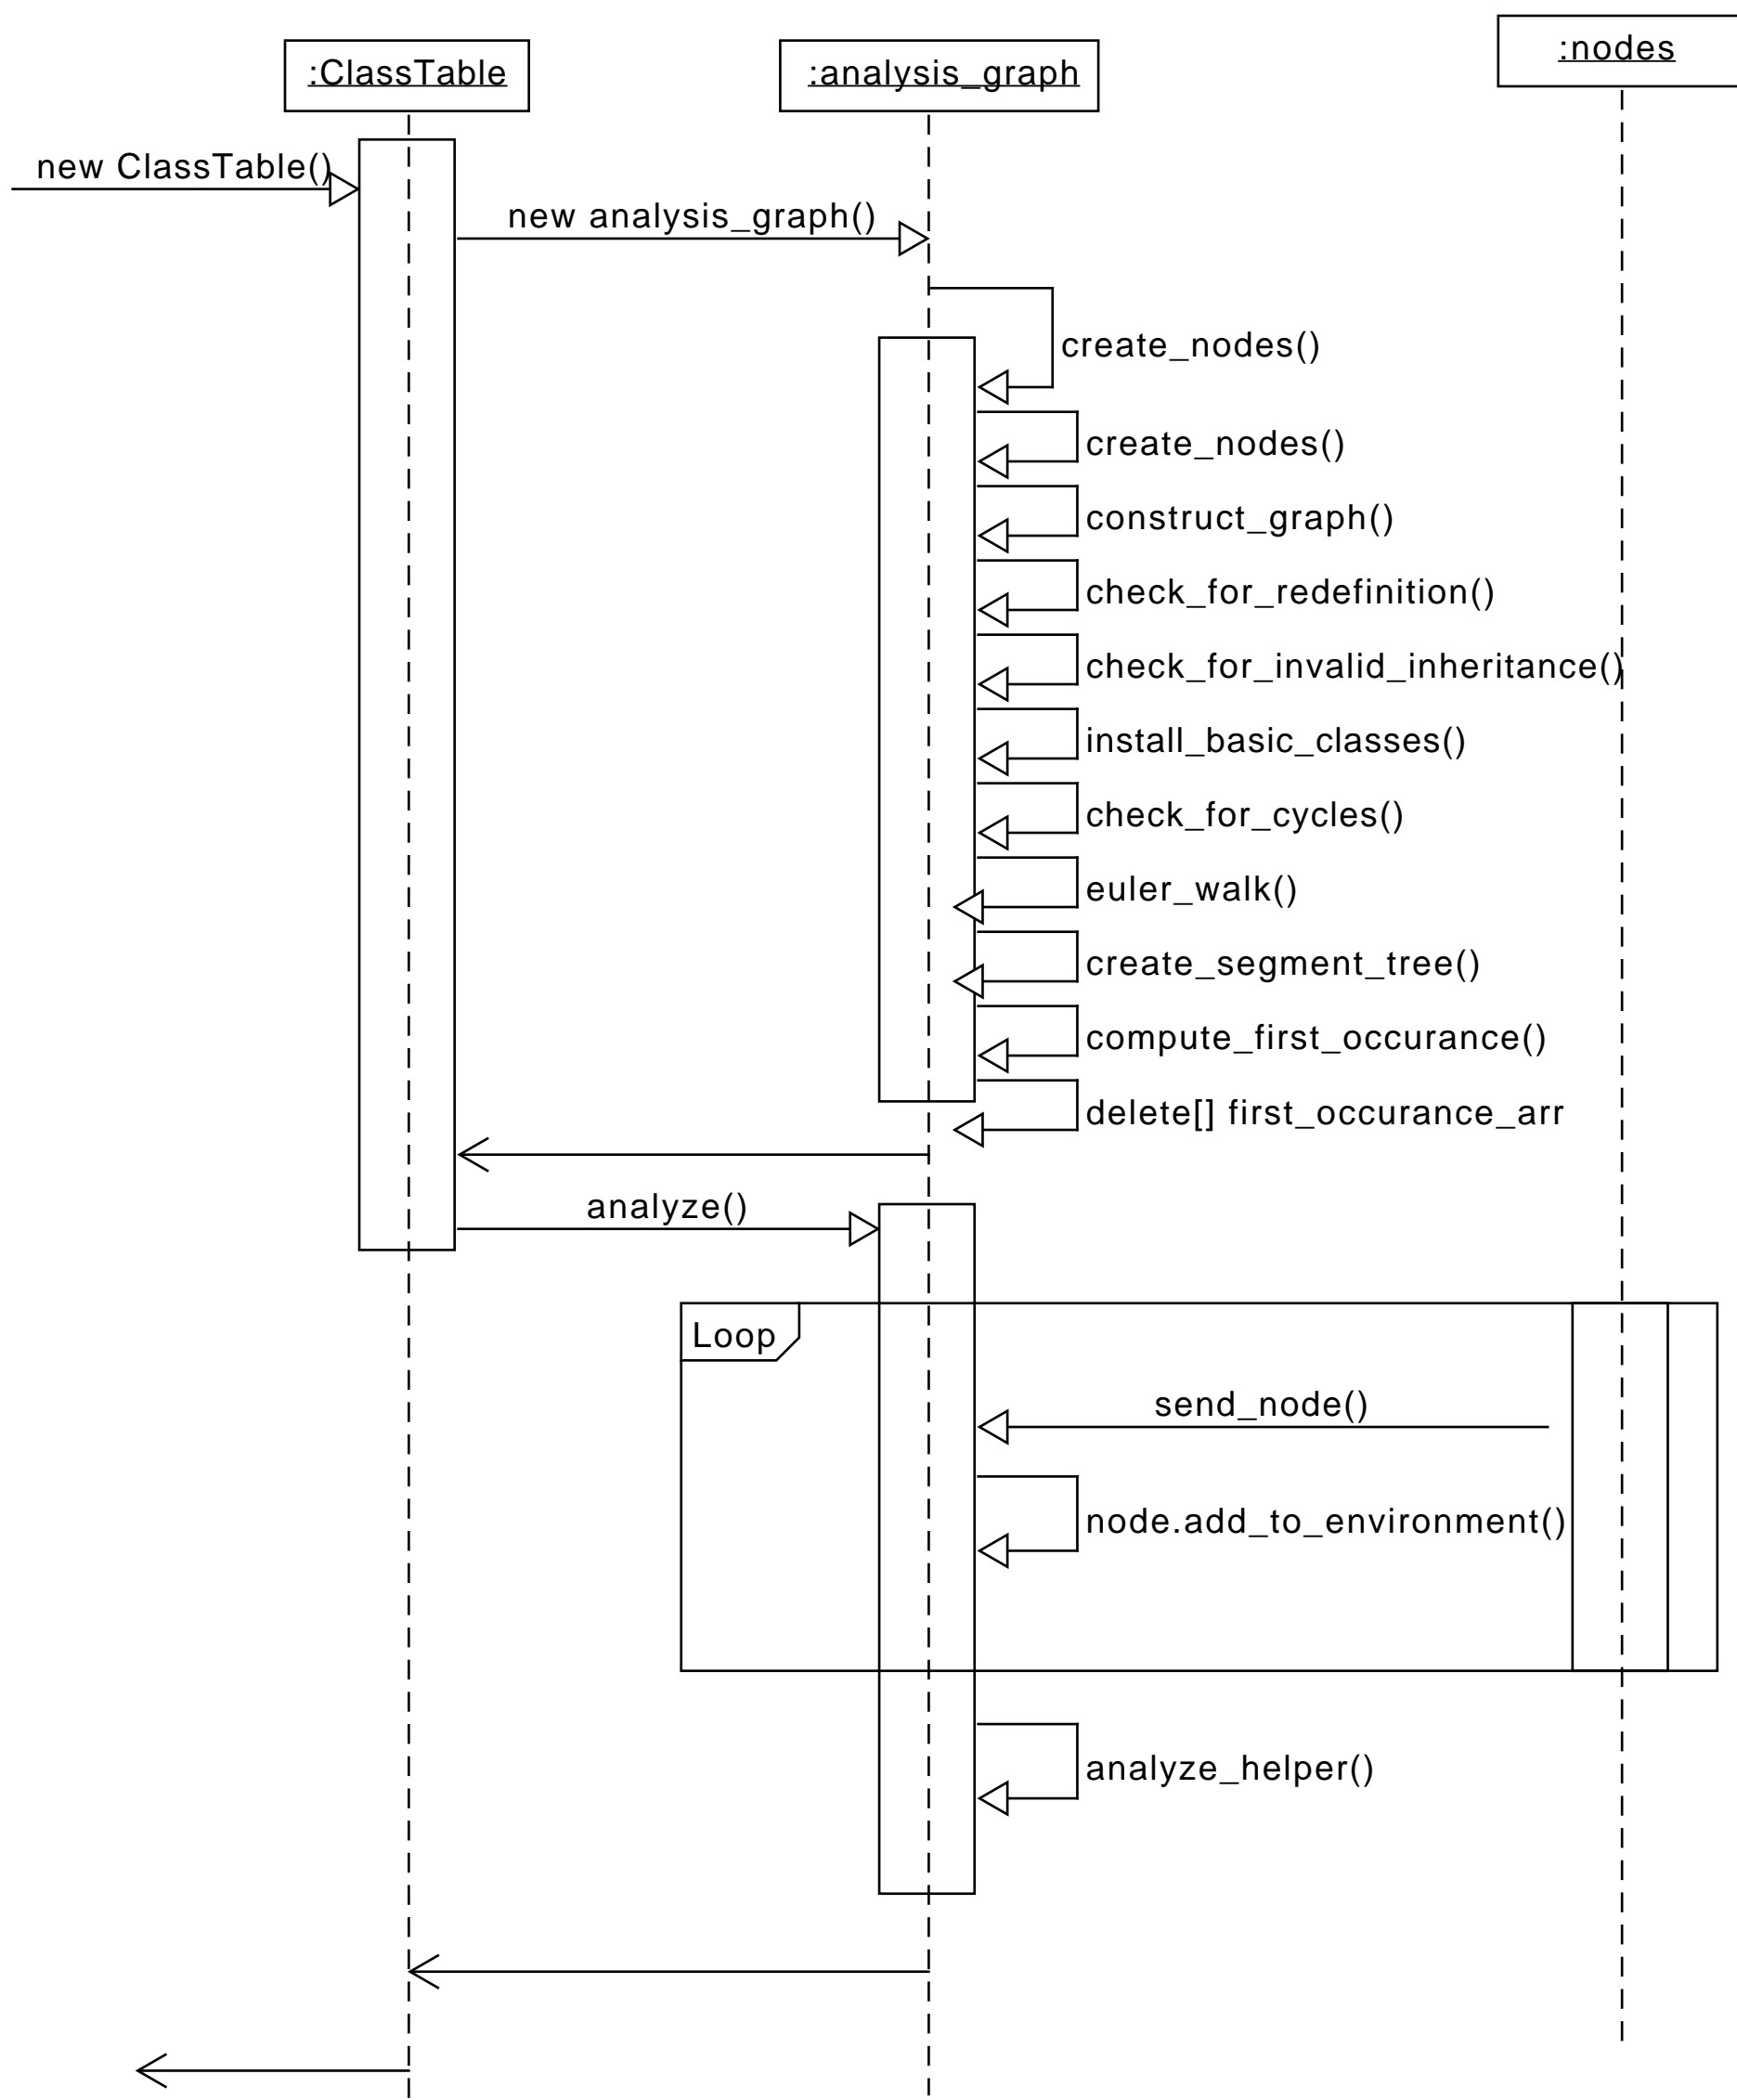 :nodes
:ClassTable
:analysis_graph
new ClassTable()
new analysis_graph()
create_nodes()
create_nodes()
construct_graph()
check_for_redefinition()
check_for_invalid_inheritance()
install_basic_classes()
check_for_cycles()
euler_walk()
create_segment_tree()
compute_first_occurance()
delete[] first_occurance_arr
analyze()
Loop
send_node()
node.add_to_environment()
analyze_helper()